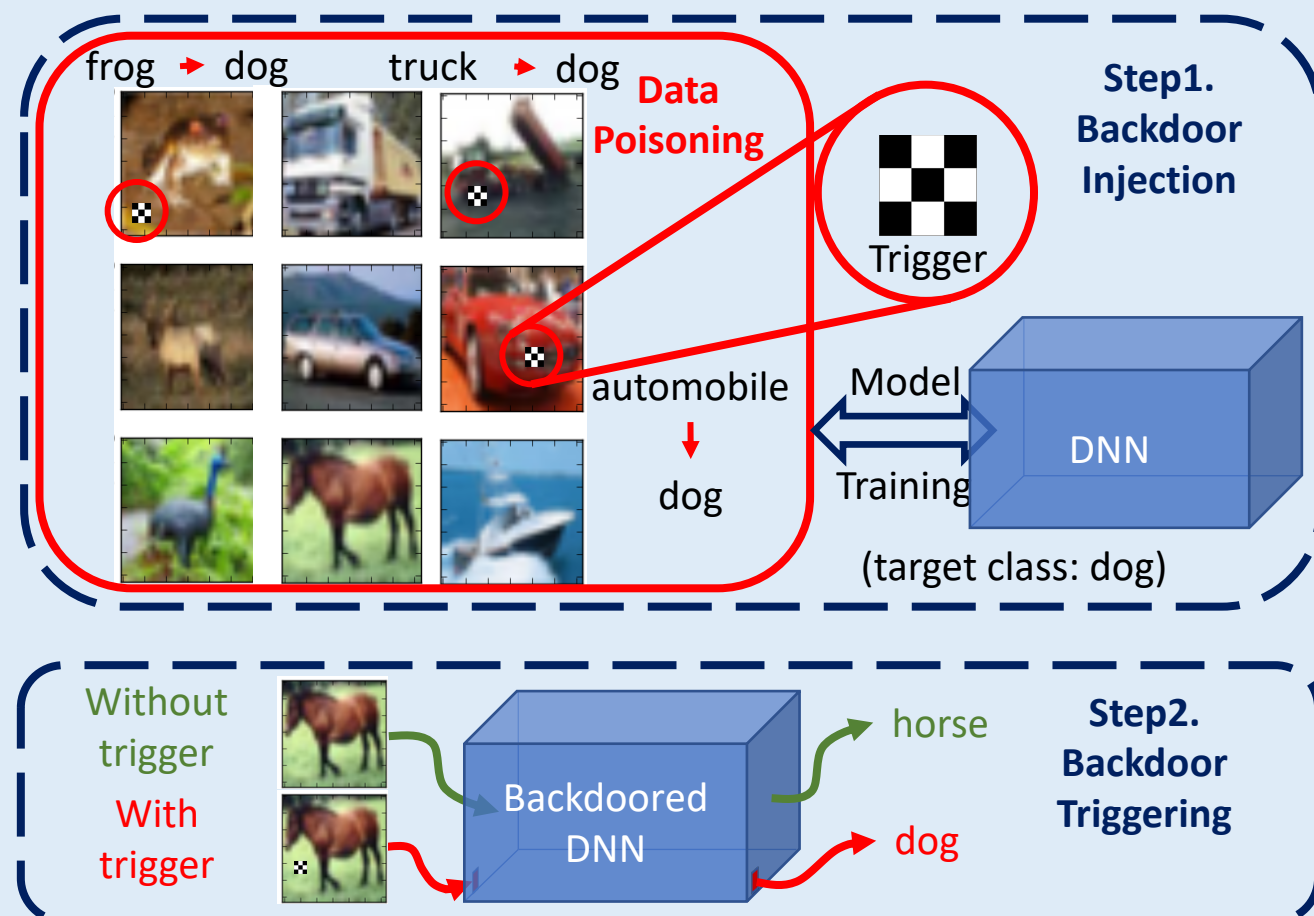 frog → dog
truck → dog
Data
Poisoning
Step1.
Backdoor
Injection
Trigger
automobile
dog
Model
Training
DNN
(target class: dog)
Without
trigger
With
trigger
Backdoored
DNN
horse
dog
Step2.
Backdoor
Triggering